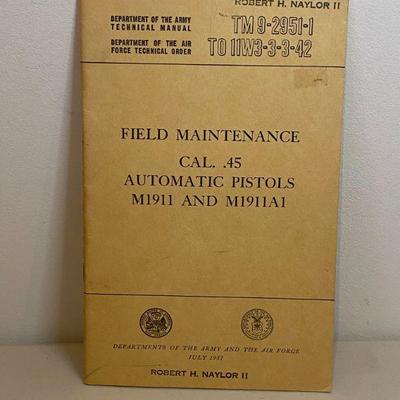 ROBERT H. NAYLOR II
DEPARTMENT OF THE ARMY
TECHNICAL MANUAL
TM 9-2951-1
DEPARTMENT OF THE AIR
FORCE TECHNICAL ORDER
TO 11W3-3-3-42
FIELD MAINTENANCE
CAL. .45
AUTOMATIC PISTOLS
M1911 AND M1911A1
DEPARTMENTS OF THE ARMY AND THE AIR FORCE
JULY 1957
ROBERT H. NAYLOR II